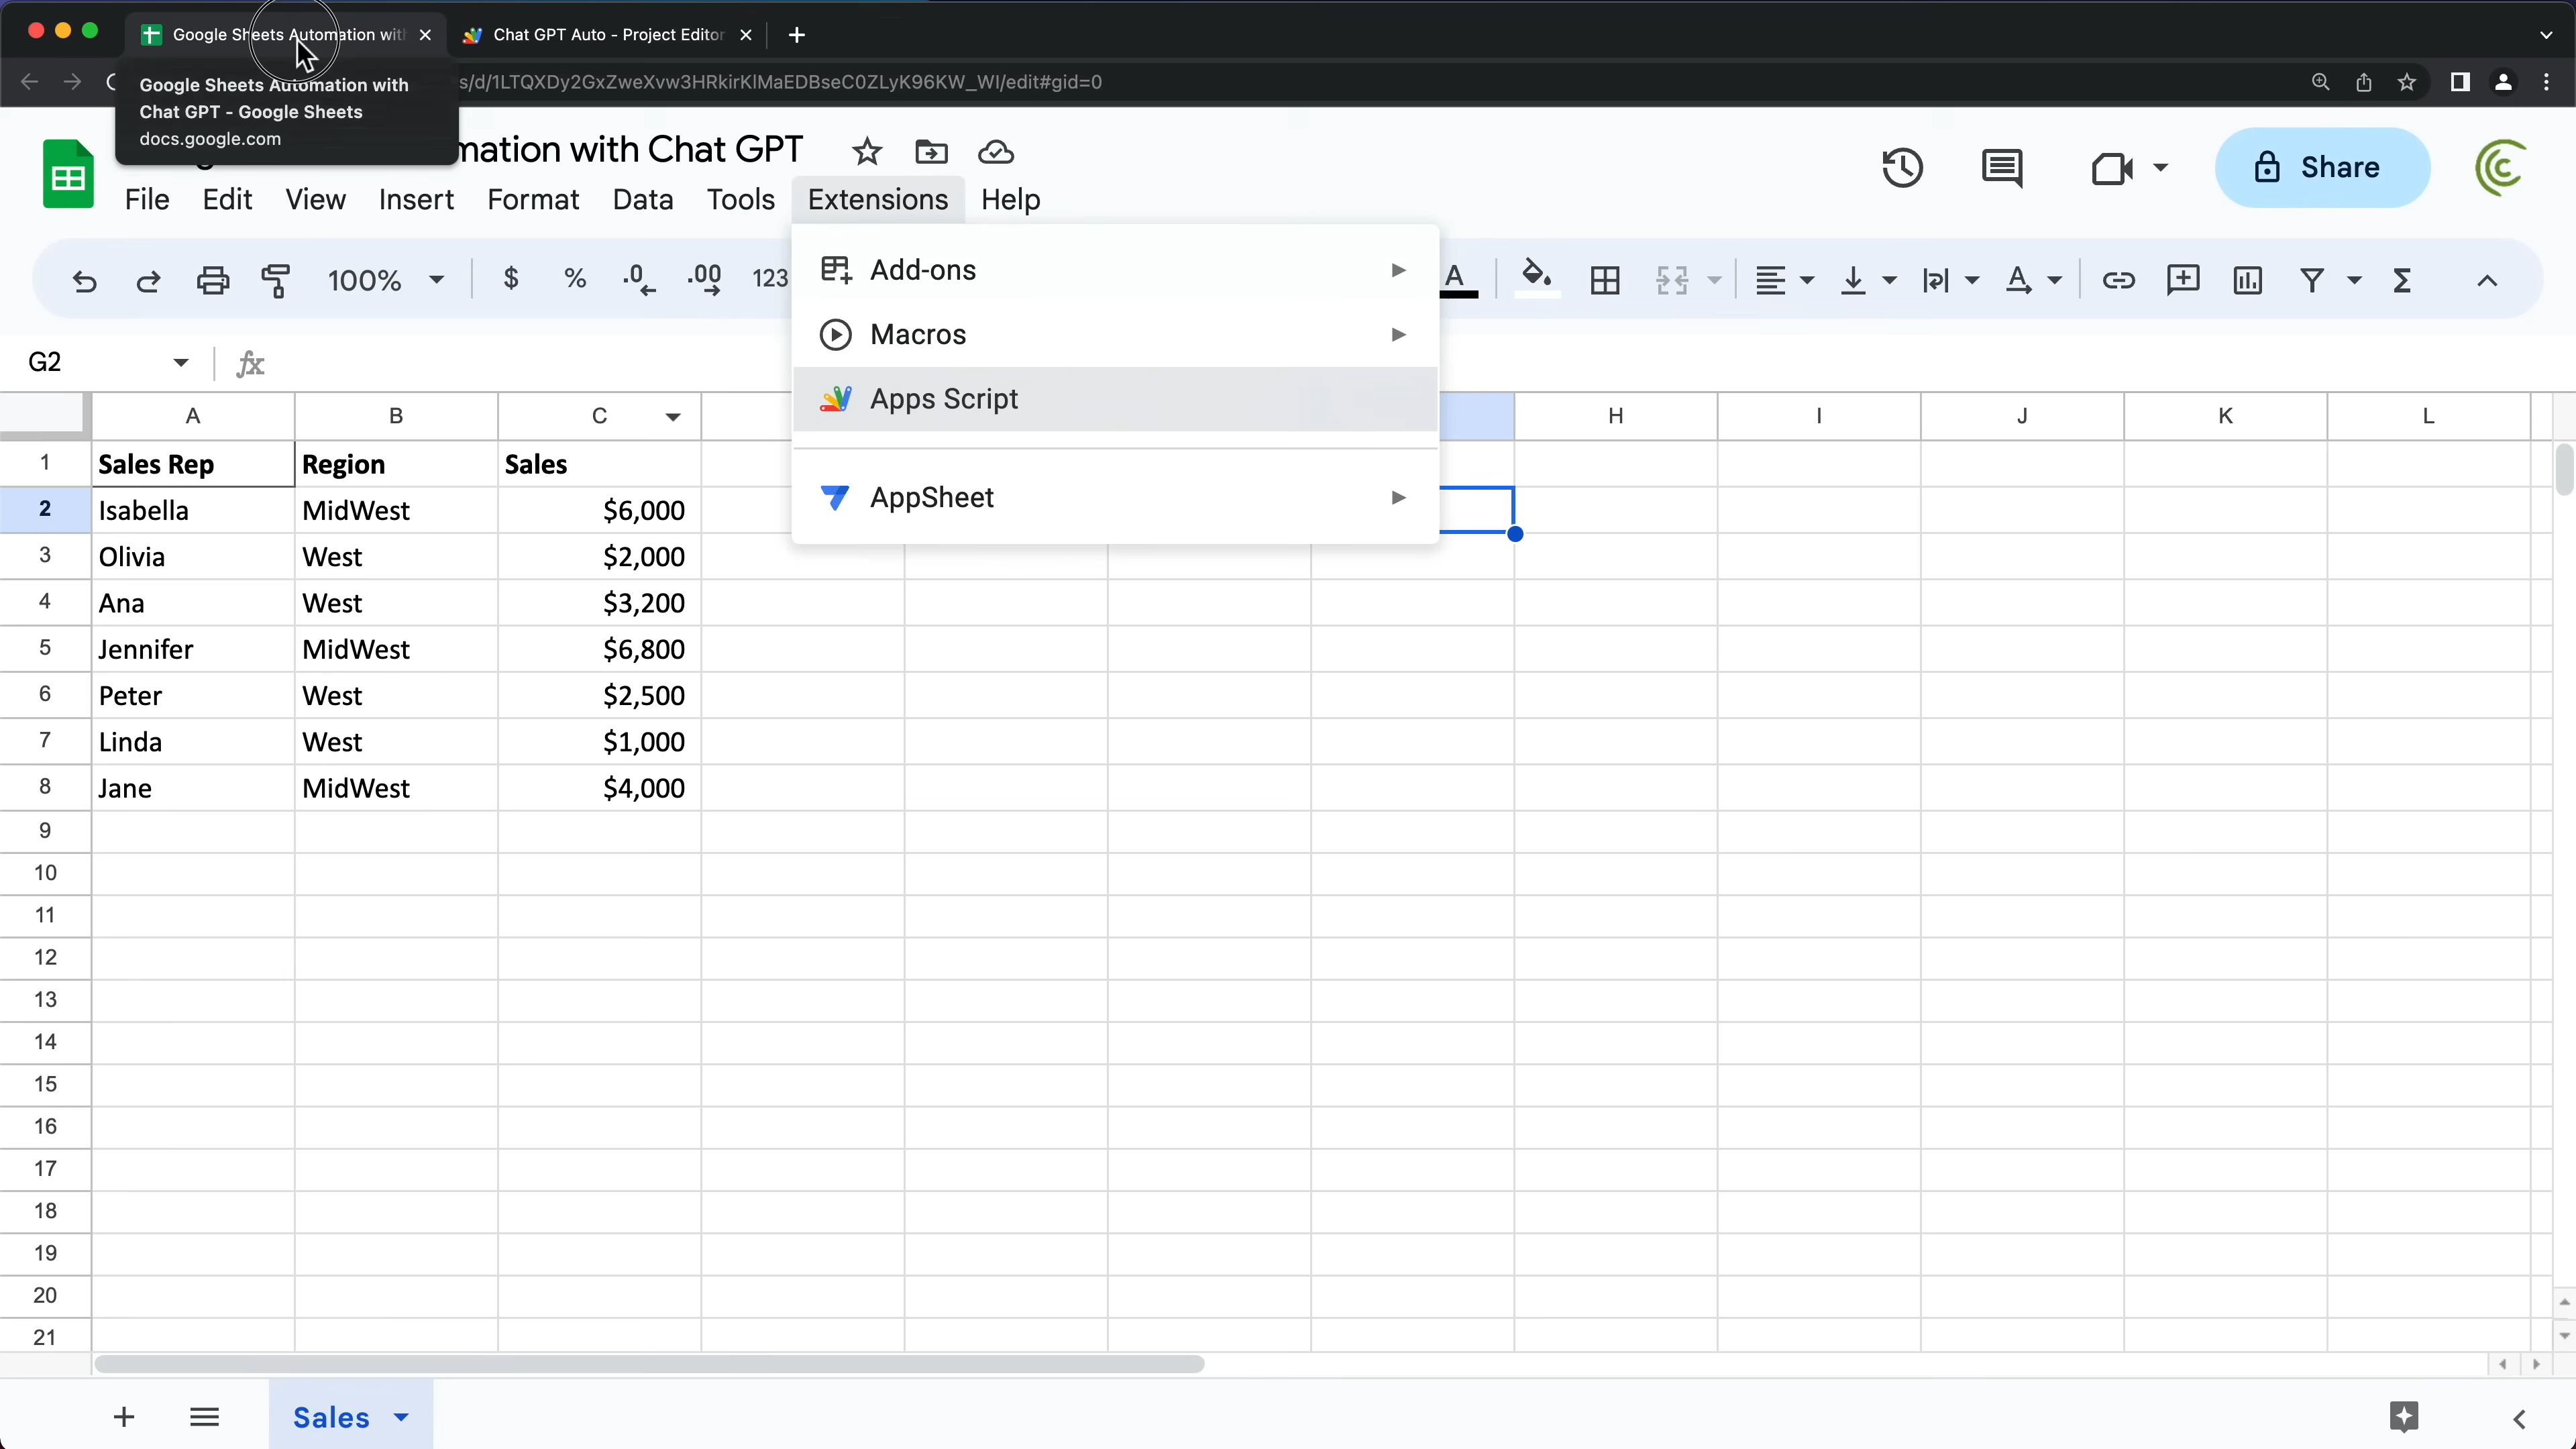 Google Sheets Automation with
Chat GPT Auto - Project Editor
s/d/1LTQXDy2GxZweXvw3HRkirKlMaEDBseC0ZLyK96KW_WI/edit#gid=0
Google Sheets Automation with
Chat GPT - Google Sheets
docs.google.com
mation with Chat GPT
Share
File Edit View Insert Format Data Tools Extensions Help
100% $ % .0 .00 123 A A
Add-ons
Macros
Apps Script
AppSheet
G2 fx
A B C H I J K L
1 Sales Rep Region Sales
2 Isabella MidWest $6,000
3 Olivia West $2,000
4 Ana West $3,200
5 Jennifer MidWest $6,800
6 Peter West $2,500
7 Linda West $1,000
8 Jane MidWest $4,000
9
10
11
12
13
14
15
16
17
18
19
20
21
Sales